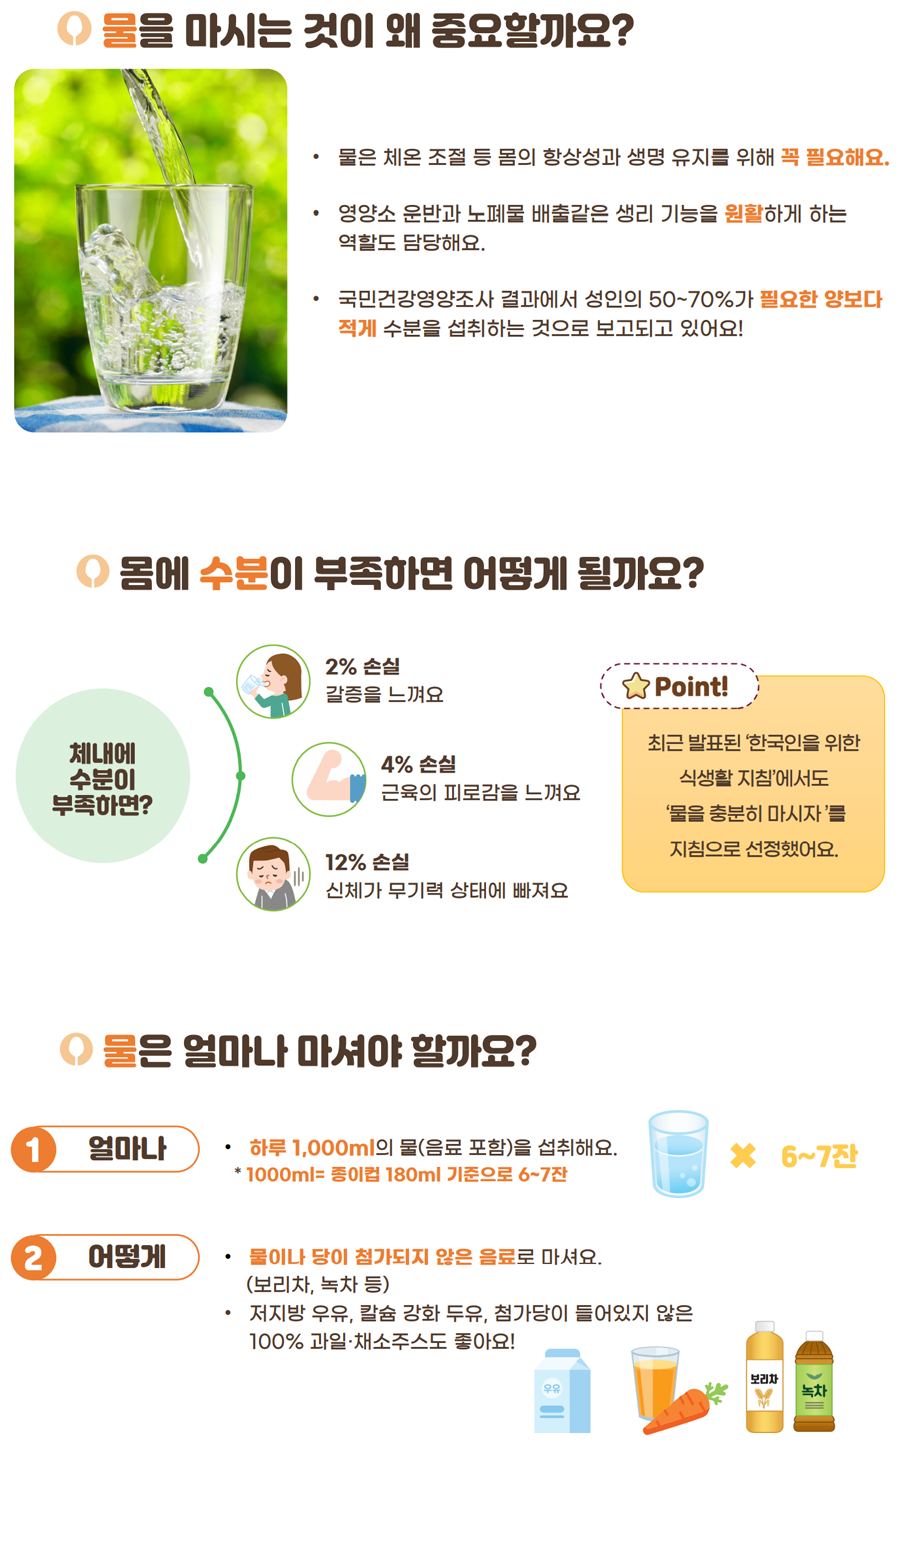 물을 마시는 것이 왜 중요할까요?
• 물은 체온 조절 등 몸의 항상성과 생명 유지를 위해 꼭 필요해요.
• 영양소 운반과 노폐물 배출같은 생리 기능을 원활하게 하는
역할도 담당해요.
• 국민건강영양조사 결과에서 성인의 50~70%가 필요한 양보다
적게 수분을 섭취하는 것으로 보고되고 있어요!
몸에 수분이 부족하면 어떻게 될까요?
체내에
수분이
부족하면?
2% 손실
갈증을 느껴요
4% 손실
근육의 피로감을 느껴요
12% 손실
신체가 무기력 상태에 빠져요
Point!
최근 발표된 ‘한국인을 위한
식생활 지침’에서도
‘물을 충분히 마시자 ’를
지침으로 선정했어요.
물은 얼마나 마셔야 할까요?
1 얼마나
• 하루 1,000ml의 물(음료 포함)을 섭취해요.
* 1000ml= 종이컵 180ml 기준으로 6~7잔
✖ 6~7잔
2 어떻게
• 물이나 당이 첨가되지 않은 음료로 마셔요.
(보리차, 녹차 등)
• 저지방 우유, 칼슘 강화 두유, 첨가당이 들어있지 않은
100% 과일·채소주스도 좋아요!
우유
보리차
녹차